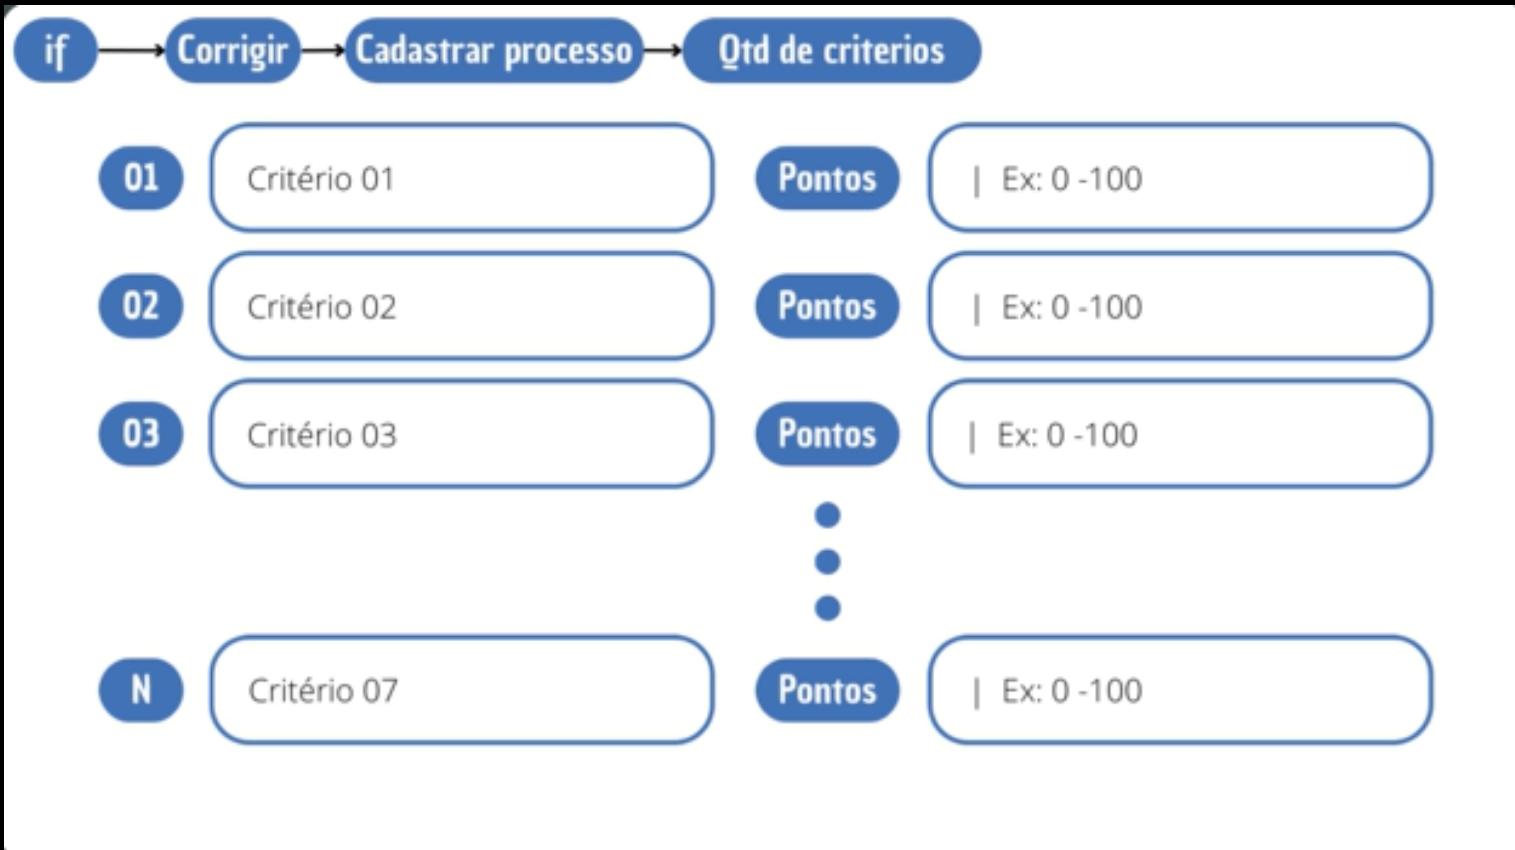 if Corrigir Cadastrar processo Qtd de criterios
01 Critério 01 Pontos | Ex: 0 -100
02 Critério 02 Pontos | Ex: 0 -100
03 Critério 03 Pontos | Ex: 0 -100
N Critério 07 Pontos | Ex: 0 -100